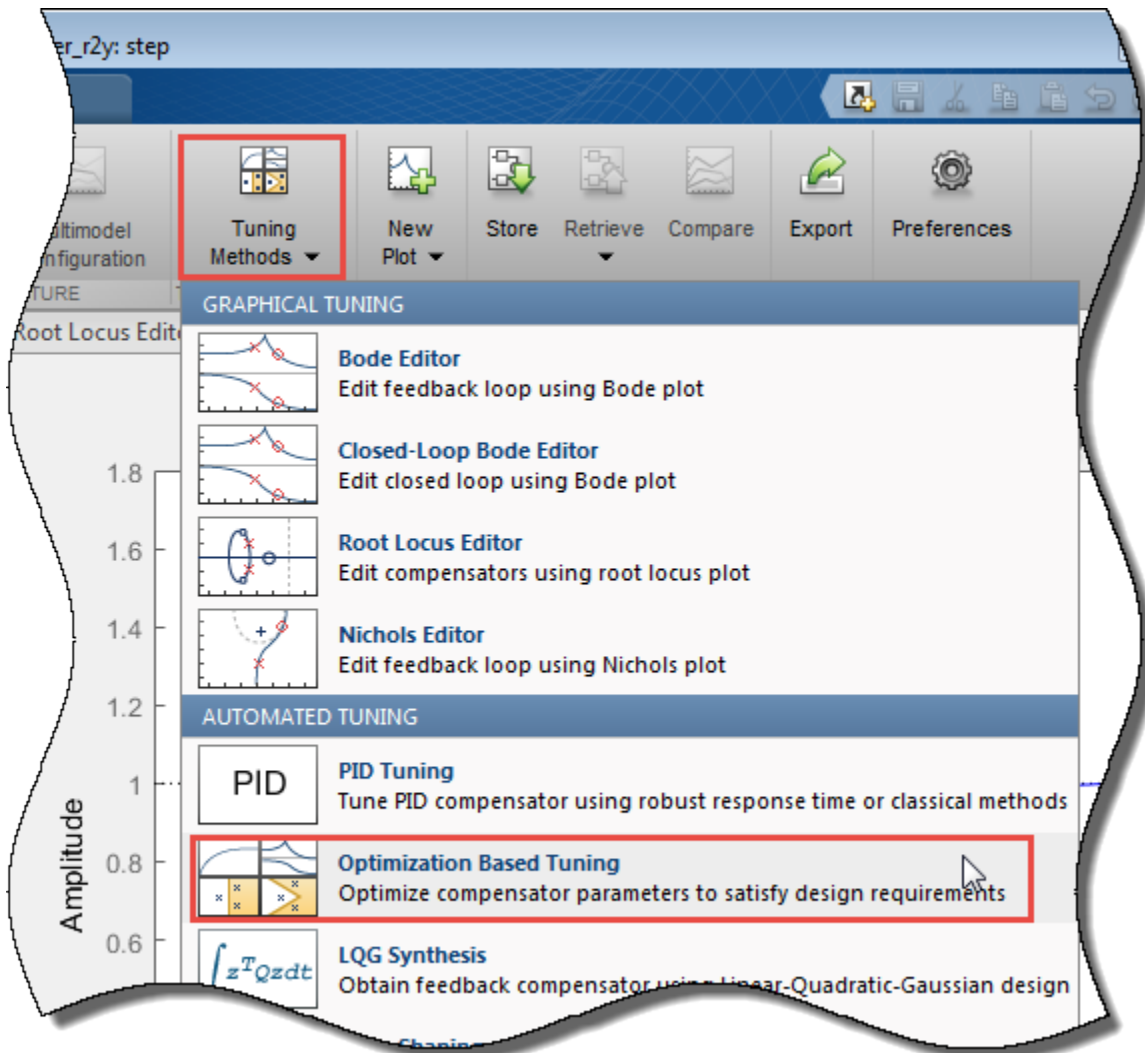 er_r2y: step
Tuning
Methods
New
Plot
Store
Retrieve
Compare
Export
Preferences
ltimodel
nfiguration
TURE
Root Locus Edit
GRAPHICAL TUNING
Bode Editor
Edit feedback loop using Bode plot
Closed-Loop Bode Editor
Edit closed loop using Bode plot
Root Locus Editor
Edit compensators using root locus plot
Nichols Editor
Edit feedback loop using Nichols plot
AUTOMATED TUNING
PID
PID Tuning
Tune PID compensator using robust response time or classical methods
Optimization Based Tuning
Optimize compensator parameters to satisfy design requirements
∫zᵀQzdt
LQG Synthesis
Obtain feedback compensator using Linear-Quadratic-Gaussian design
Shaping
1.8
1.6
1.4
1.2
1
0.8
0.6
Amplitude